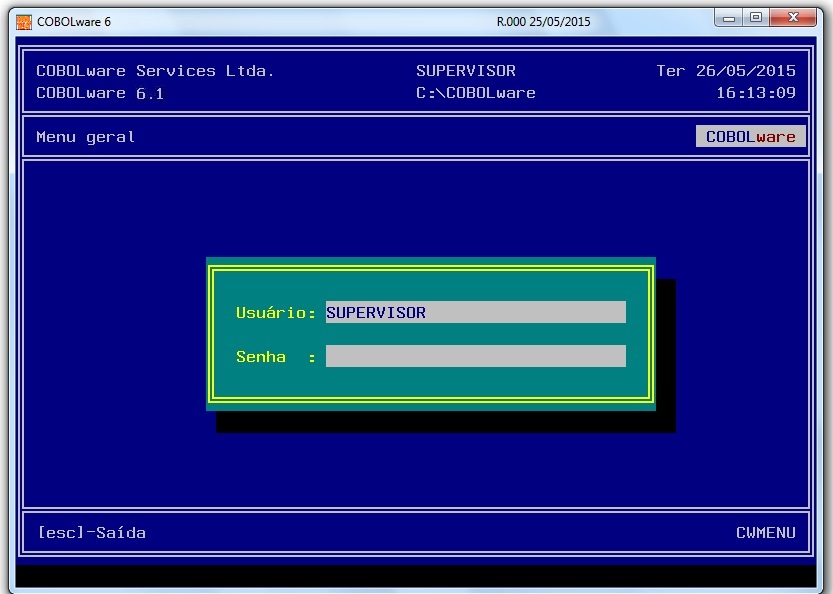 COBOLware 6 R.000 25/05/2015
COBOLware Services Ltda. SUPERVISOR Ter 26/05/2015
COBOLware 6.1 C:\COBOLware 16:13:09
Menu geral COBOLware
Usuário: SUPERVISOR
Senha :
[esc]-Saída CWMENU